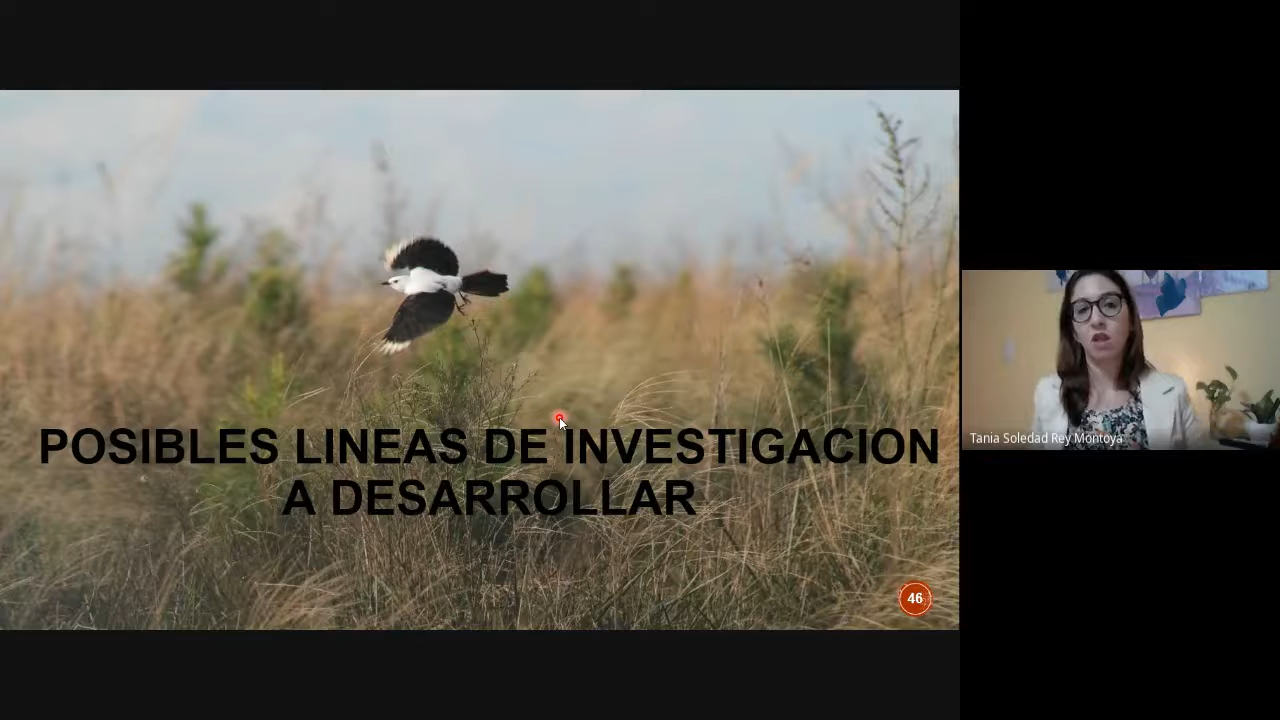 POSIBLES LINEAS DE INVESTIGACION
A DESARROLLAR
46
Tania Soledad Rey Montoya